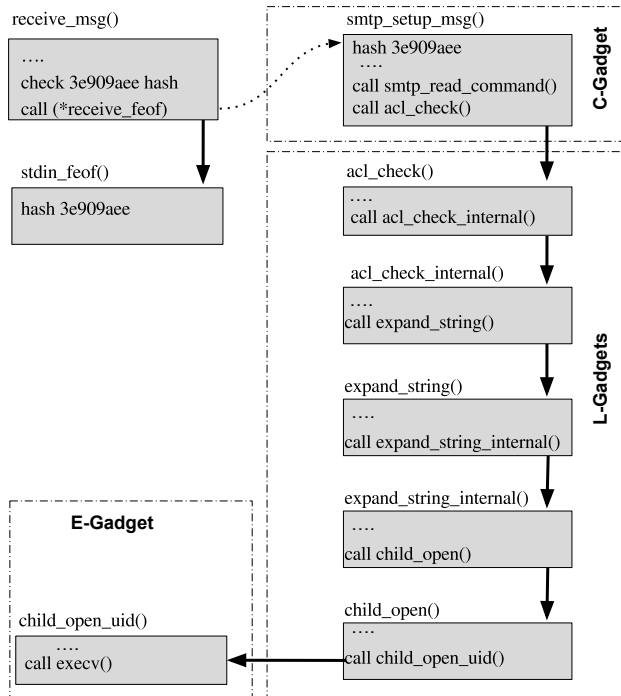 receive_msg()
....
check 3e909aee hash
call (*receive_feof)
stdin_feof()
hash 3e909aee
smtp_setup_msg()
hash 3e909aee
....
call smtp_read_command()
call acl_check()
C-Gadget
acl_check()
....
call acl_check_internal()
acl_check_internal()
....
call expand_string()
L-Gadgets
expand_string()
....
call expand_string_internal()
expand_string_internal()
....
call child_open()
child_open()
....
call child_open_uid()
E-Gadget
child_open_uid()
....
call execv()